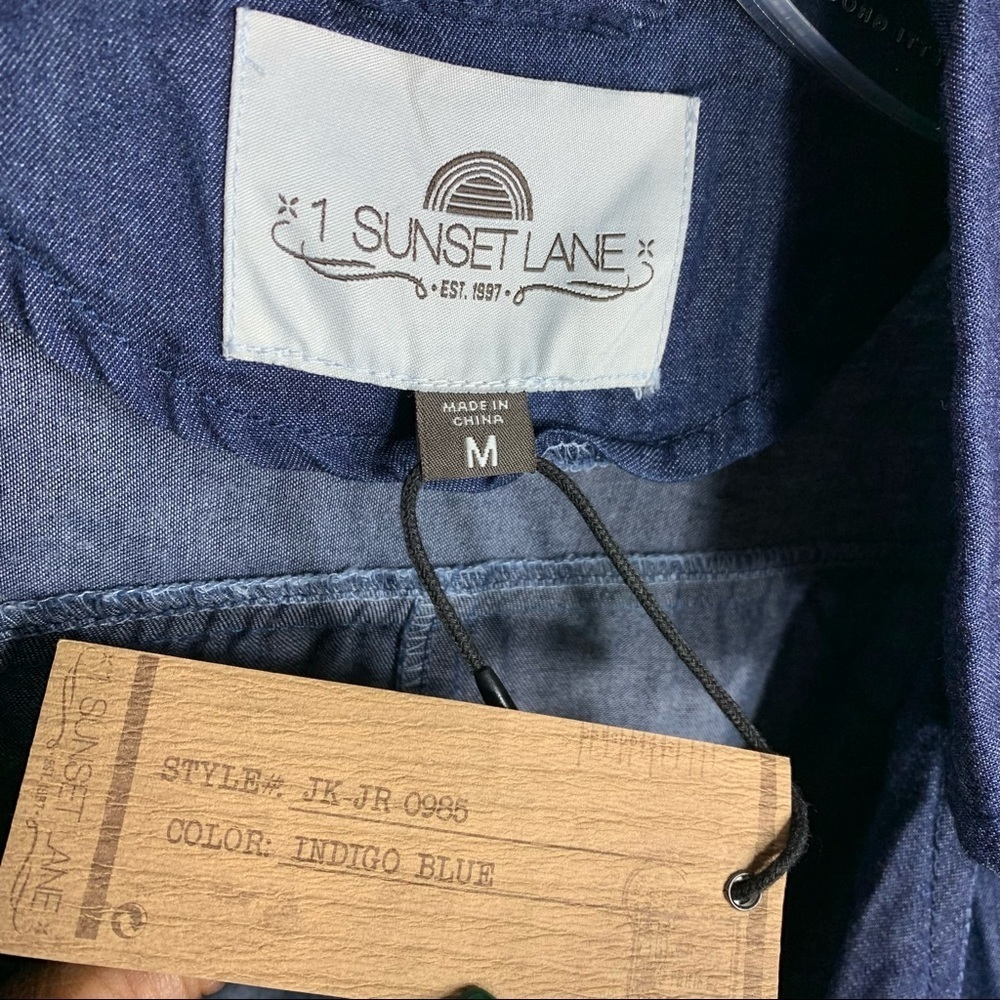 1 SUNSET LANE
• EST. 1997 •
MADE IN
CHINA
M
1 SUNSET LANE
STYLE#: JK-JR 0985
COLOR: INDIGO BLUE